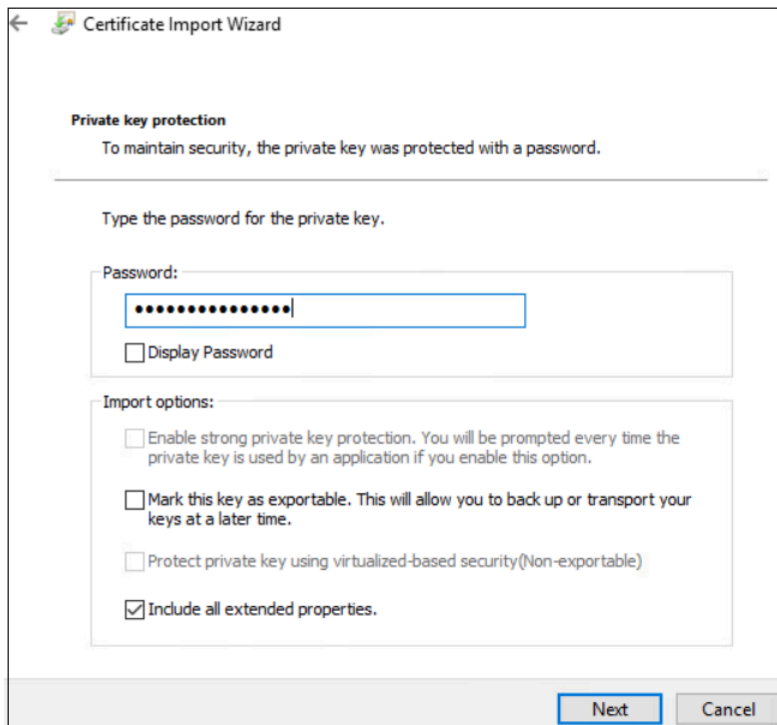 Certificate Import Wizard
Private key protection
To maintain security, the private key was protected with a password.
Type the password for the private key.
Password:
•••••••••••••••
Display Password
Import options:
Enable strong private key protection. You will be prompted every time the
private key is used by an application if you enable this option.
Mark this key as exportable. This will allow you to back up or transport your
keys at a later time.
Protect private key using virtualized-based security(Non-exportable)
Include all extended properties.
Next
Cancel